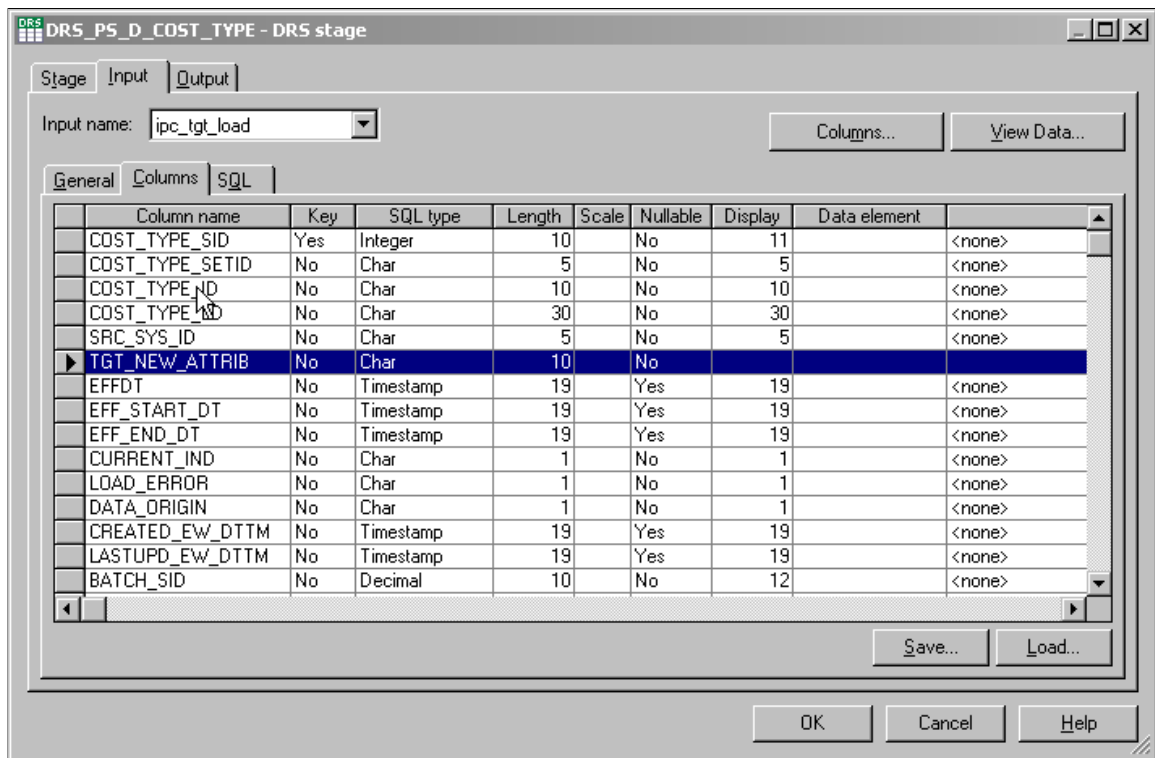 DRS DRS_PS_D_COST_TYPE - DRS stage
Stage Input Output
Input name: ipc_tgt_load Columns... View Data...
General Columns SQL
Column name Key SQL type Length Scale Nullable Display Data element
COST_TYPE_SID Yes Integer 10 No 11 <none>
COST_TYPE_SETID No Char 5 No 5 <none>
COST_TYPE_ID No Char 10 No 10 <none>
No Char 30 No 30 <none>
SRC_SYS_ID No Char 5 No 5 <none>
TGT_NEW_ATTRIB No Char 10 No
EFFDT No Timestamp 19 Yes 19 <none>
EFF_START_DT No Timestamp 19 Yes 19 <none>
EFF_END_DT No Timestamp 19 Yes 19 <none>
CURRENT_IND No Char 1 No 1 <none>
LOAD_ERROR No Char 1 No 1 <none>
DATA_ORIGIN No Char 1 No 1 <none>
CREATED_EW_DTTM No Timestamp 19 Yes 19 <none>
LASTUPD_EW_DTTM No Timestamp 19 Yes 19 <none>
BATCH_SID No Decimal 10 No 12 <none>
Save... Load...
OK Cancel Help